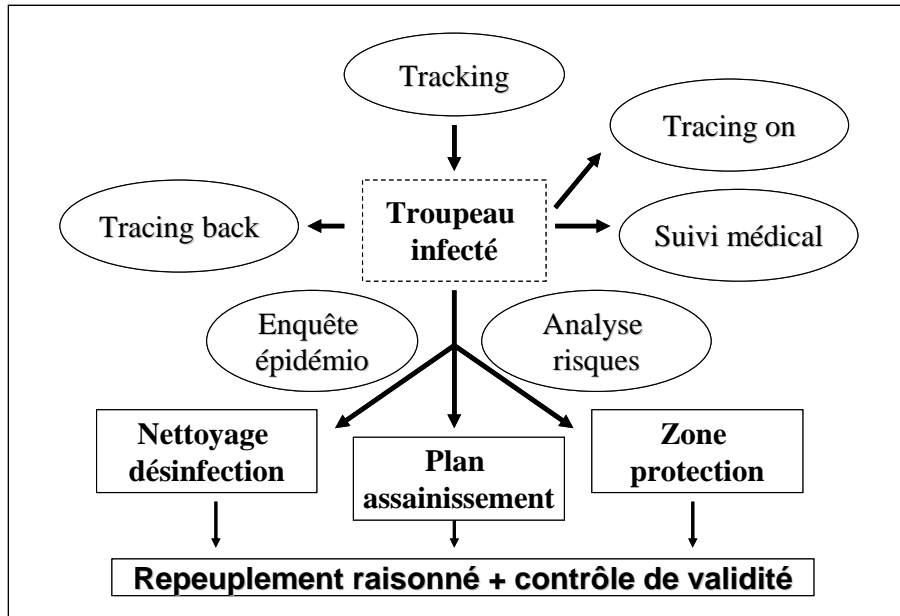 Tracking
Tracing on
Troupeau
infecté
Tracing back
Suivi médical
Enquête
épidémio
Analyse
risques
Nettoyage
désinfection
Plan
assainissement
Zone
protection
Repeuplement raisonné + contrôle de validité